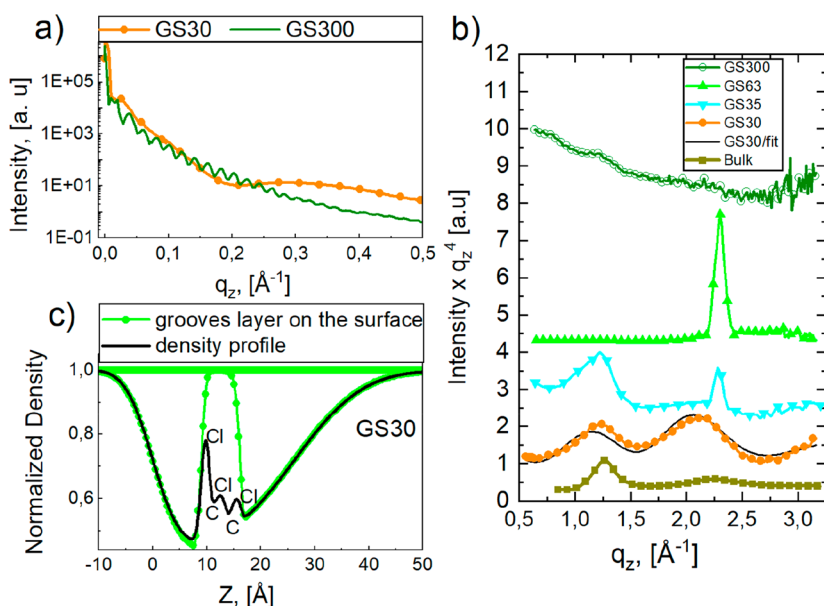 a)
GS30 GS300
Intensity, [a. u]
1E+05
1E+03
1E+01
1E-01
0,0 0,1 0,2 0,3 0,4 0,5
q_z, [Å⁻¹]
c)
grooves layer on the surface
density profile
Normalized Density
1,0
0,8
0,6
GS30
Cl
Cl
Cl
C
C
-10 0 10 20 30 40 50
Z, [Å]
b)
Intensity x q_z⁴ [a.u]
12
11
10
9
8
7
6
5
4
3
2
1
0
GS300
GS63
GS35
GS30
GS30/fit
Bulk
0,5 1,0 1,5 2,0 2,5 3,0
q_z, [Å⁻¹]